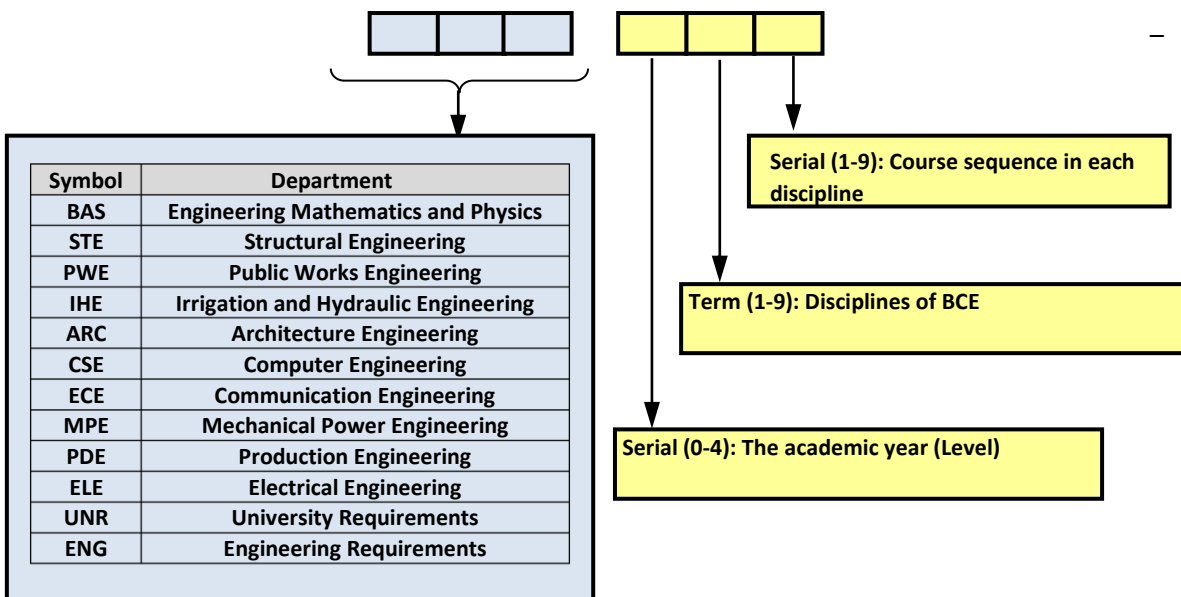 –
Symbol Department
BAS Engineering Mathematics and Physics
STE Structural Engineering
PWE Public Works Engineering
IHE Irrigation and Hydraulic Engineering
ARC Architecture Engineering
CSE Computer Engineering
ECE Communication Engineering
MPE Mechanical Power Engineering
PDE Production Engineering
ELE Electrical Engineering
UNR University Requirements
ENG Engineering Requirements
Serial (1-9): Course sequence in each
discipline
Term (1-9): Disciplines of BCE
Serial (0-4): The academic year (Level)